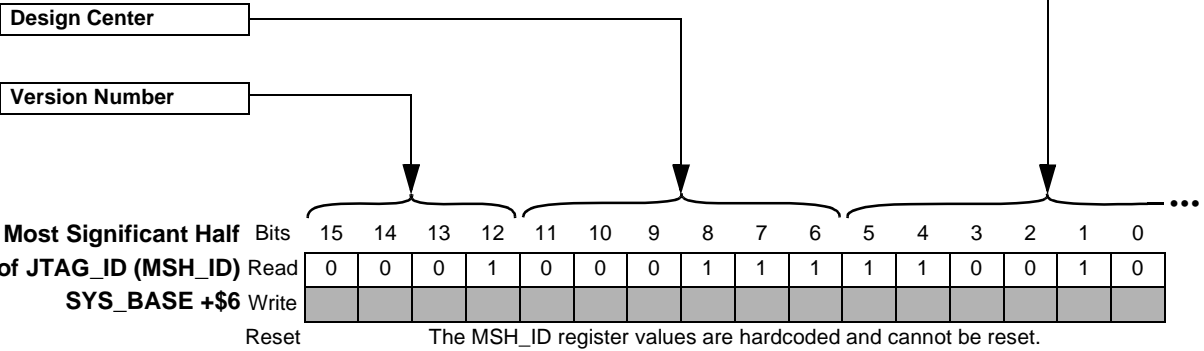 Design Center
Version Number
Most Significant Half Bits 15 14 13 12 11 10 9 8 7 6 5 4 3 2 1 0
of JTAG_ID (MSH_ID) Read 0 0 0 1 0 0 0 1 1 1 1 1 0 0 1 0
SYS_BASE +$6 Write
Reset The MSH_ID register values are hardcoded and cannot be reset.